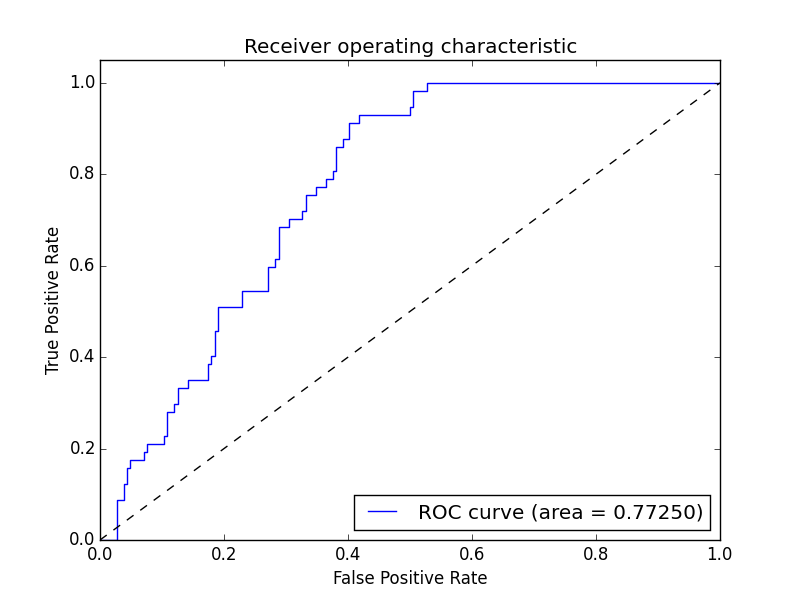 Receiver operating characteristic
1.0
0.8
0.6
0.4
0.2
0.0
True Positive Rate
ROC curve (area = 0.77250)
0.0 0.2 0.4 0.6 0.8 1.0
False Positive Rate